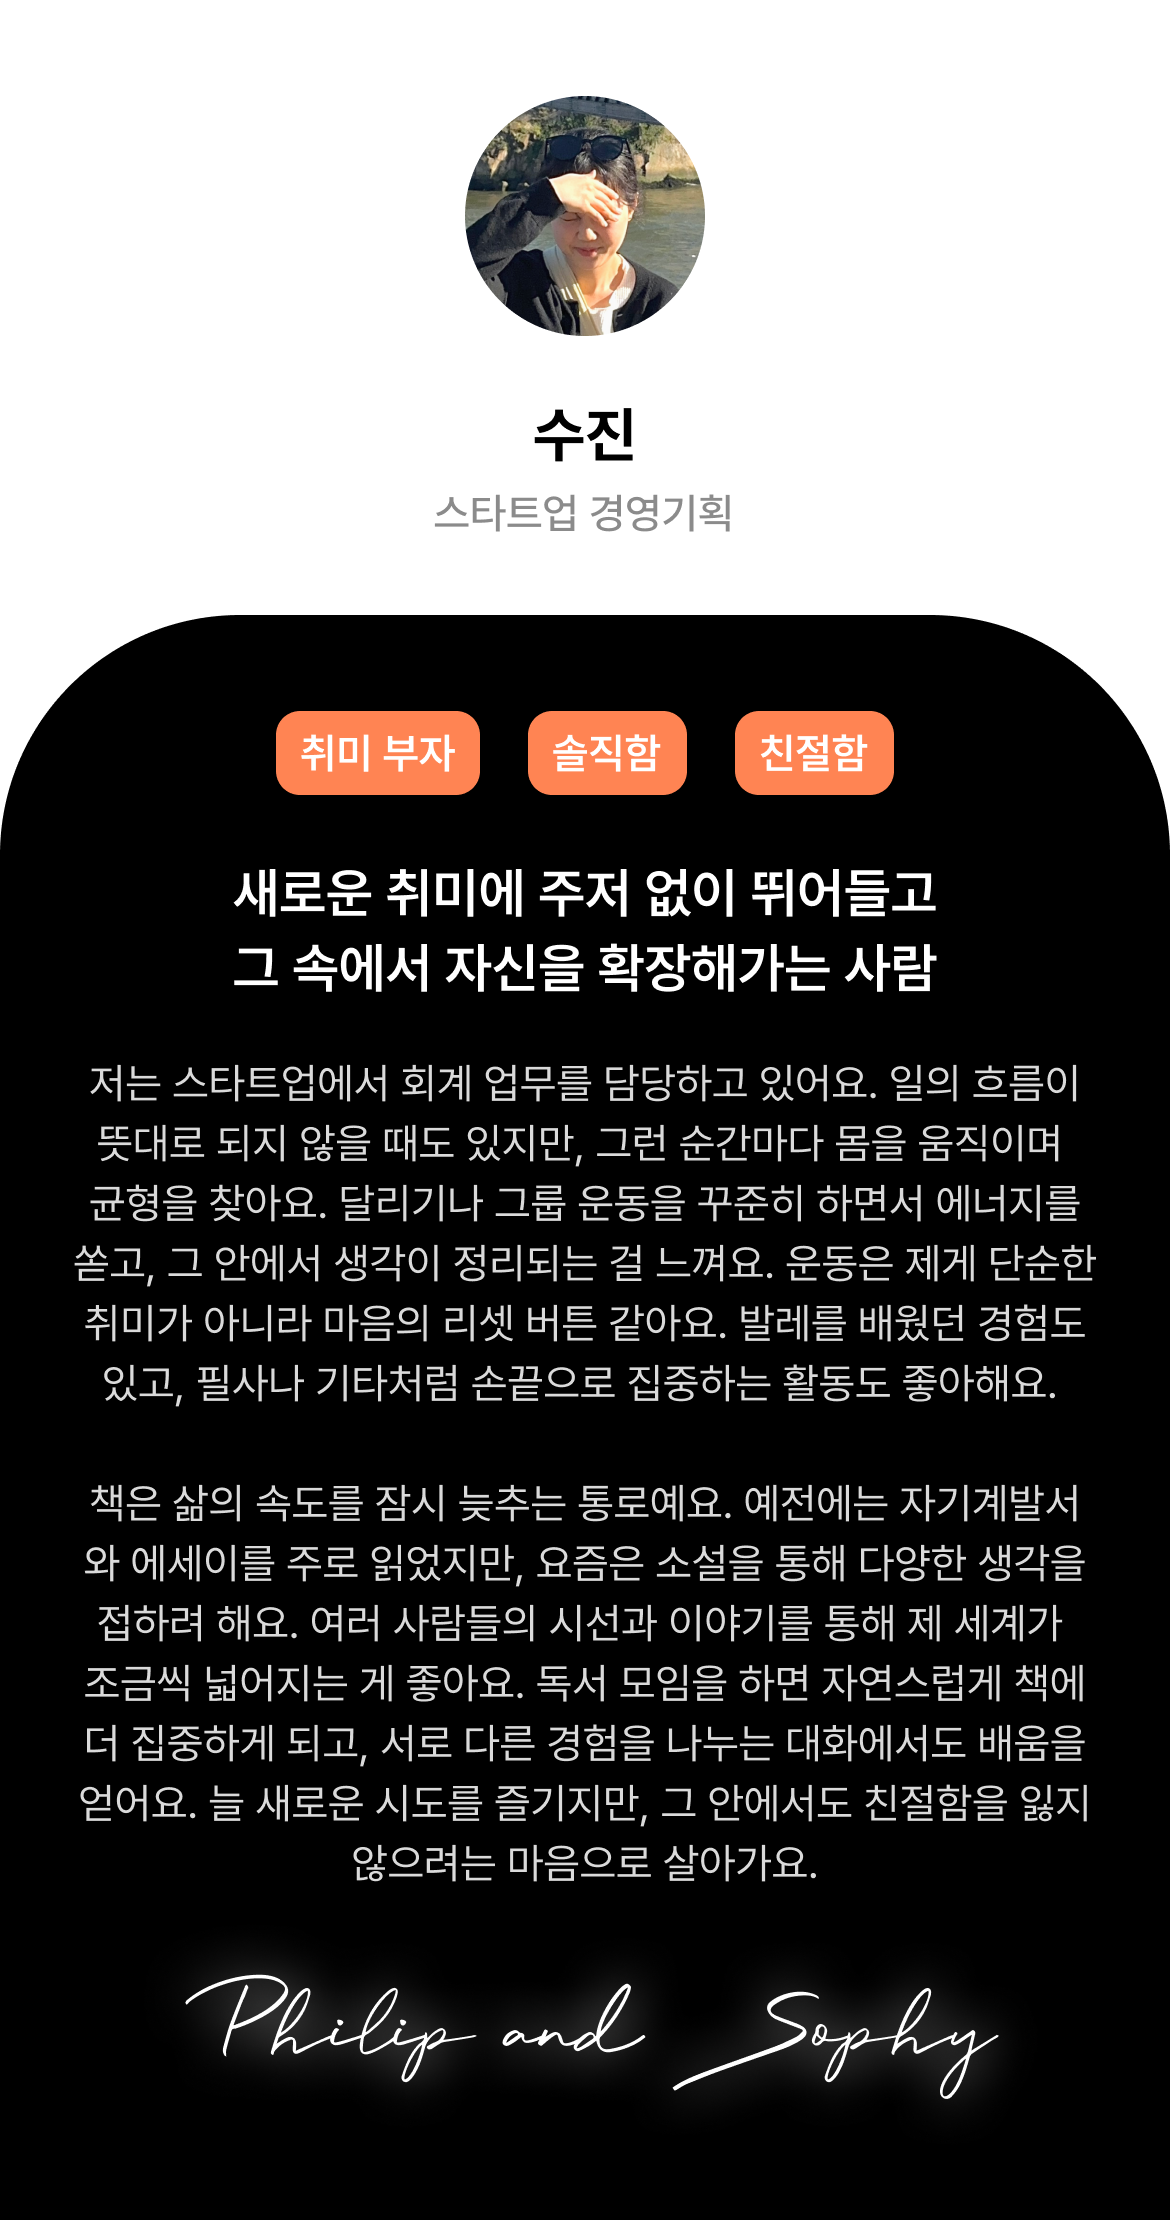 수진
스타트업 경영기획
취미 부자 솔직함 친절함
새로운 취미에 주저 없이 뛰어들고
그 속에서 자신을 확장해가는 사람
저는 스타트업에서 회계 업무를 담당하고 있어요. 일의 흐름이
뜻대로 되지 않을 때도 있지만, 그런 순간마다 몸을 움직이며
균형을 찾아요. 달리기나 그룹 운동을 꾸준히 하면서 에너지를
쏟고, 그 안에서 생각이 정리되는 걸 느껴요. 운동은 제게 단순한
취미가 아니라 마음의 리셋 버튼 같아요. 발레를 배웠던 경험도
있고, 필사나 기타처럼 손끝으로 집중하는 활동도 좋아해요.
책은 삶의 속도를 잠시 늦추는 통로예요. 예전에는 자기계발서
와 에세이를 주로 읽었지만, 요즘은 소설을 통해 다양한 생각을
접하려 해요. 여러 사람들의 시선과 이야기를 통해 제 세계가
조금씩 넓어지는 게 좋아요. 독서 모임을 하면 자연스럽게 책에
더 집중하게 되고, 서로 다른 경험을 나누는 대화에서도 배움을
얻어요. 늘 새로운 시도를 즐기지만, 그 안에서도 친절함을 잃지
않으려는 마음으로 살아가요.
Philip and Sophy